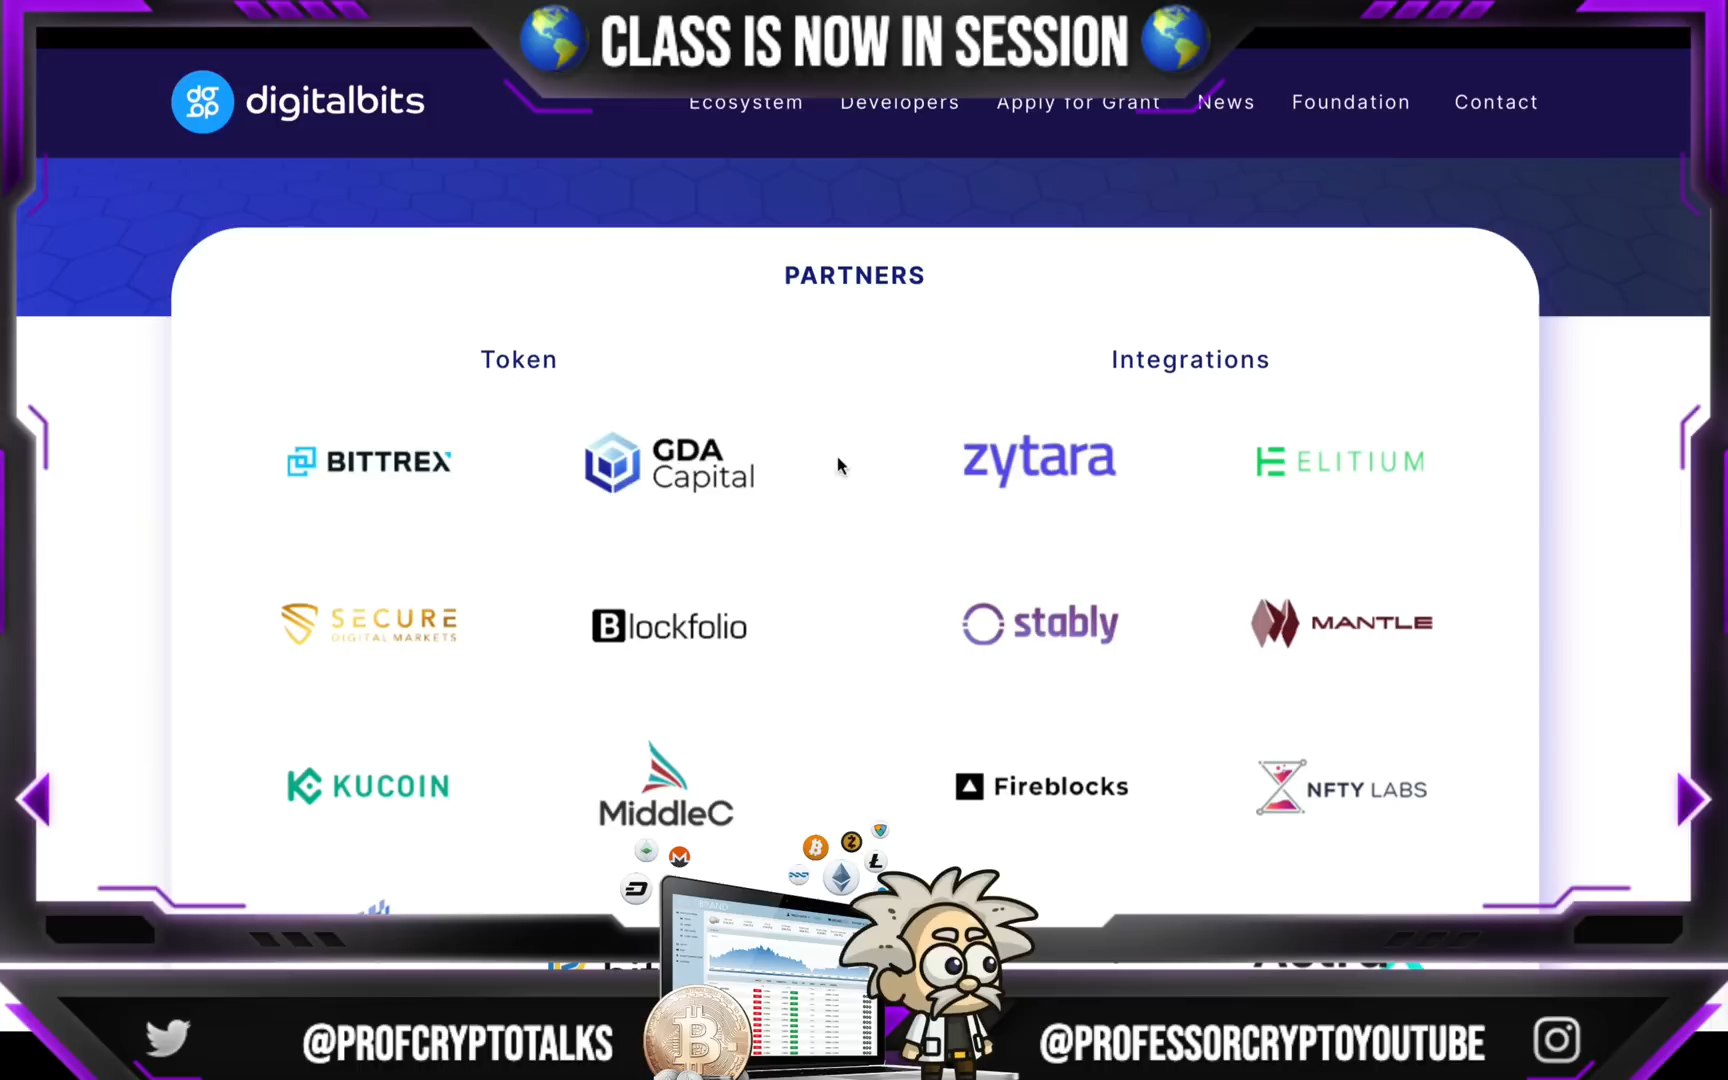 CLASS IS NOW IN SESSION
digitalbits
Ecosystem Developers Apply for Grant News Foundation Contact
PARTNERS
Token Integrations
BITTREX GDA Capital zytara ELITIUM
SECURE DIGITAL MARKETS Blockfolio stably MANTLE
KUCOIN MiddleC Fireblocks NFTY LABS
@PROFCRYPTOTALKS @PROFESSORCRYPTOYOUTUBE